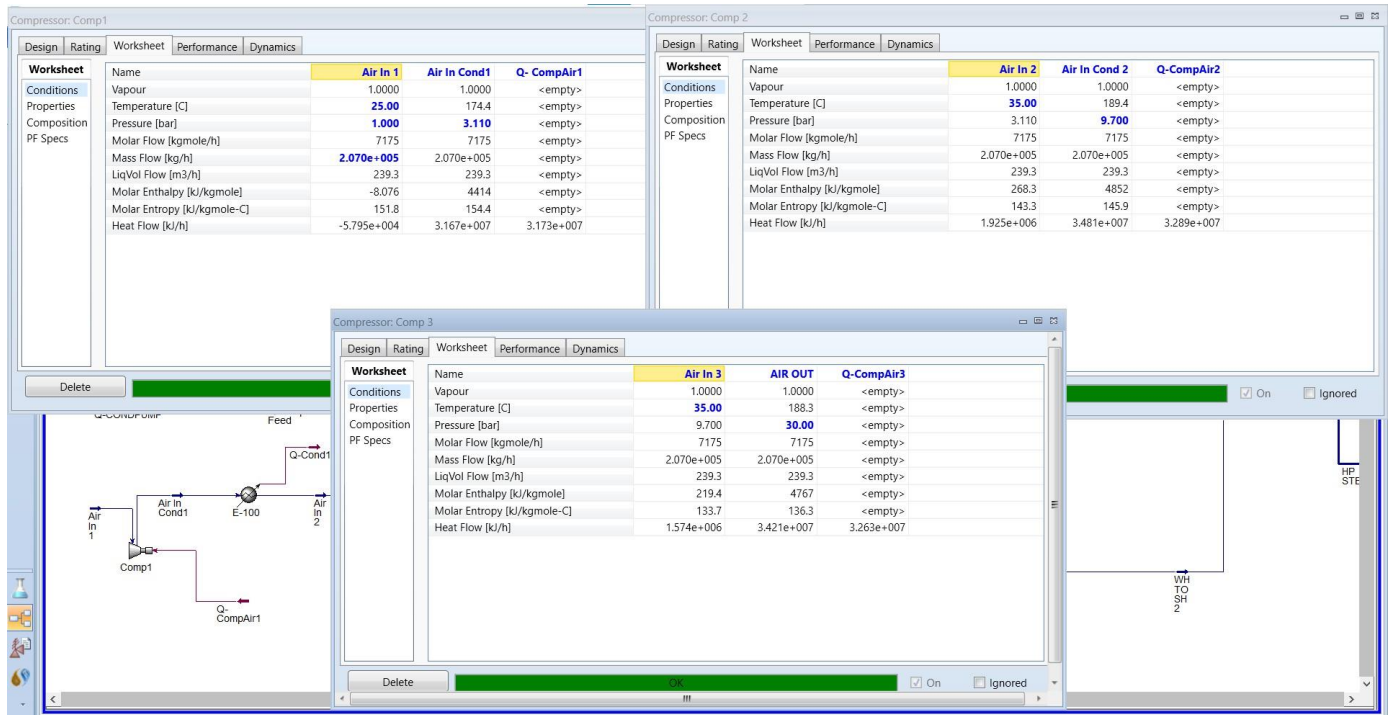 Compressor: Comp1
Design Rating Worksheet Performance Dynamics
Worksheet
Conditions
Properties
Composition
PF Specs
Name Air In 1 Air In Cond1 Q- CompAir1
Vapour 1.0000 1.0000 <empty>
Temperature [C] 25.00 174.4 <empty>
Pressure [bar] 1.000 3.110 <empty>
Molar Flow [kgmole/h] 7175 7175 <empty>
Mass Flow [kg/h] 2.070e+005 2.070e+005 <empty>
LiqVol Flow [m3/h] 239.3 239.3 <empty>
Molar Enthalpy [kJ/kgmole] -8.076 4414 <empty>
Molar Entropy [kJ/kgmole-C] 151.8 154.4 <empty>
Heat Flow [kJ/h] -5.795e+004 3.167e+007 3.173e+007
Delete
Compressor: Comp 2
Design Rating Worksheet Performance Dynamics
Worksheet
Conditions
Properties
Composition
PF Specs
Name Air In 2 Air In Cond 2 Q-CompAir2
Vapour 1.0000 1.0000 <empty>
Temperature [C] 35.00 189.4 <empty>
Pressure [bar] 3.110 9.700 <empty>
Molar Flow [kgmole/h] 7175 7175 <empty>
Mass Flow [kg/h] 2.070e+005 2.070e+005 <empty>
LiqVol Flow [m3/h] 239.3 239.3 <empty>
Molar Enthalpy [kJ/kgmole] 268.3 4852 <empty>
Molar Entropy [kJ/kgmole-C] 143.3 145.9 <empty>
Heat Flow [kJ/h] 1.925e+006 3.481e+007 3.289e+007
On Ignored
Compressor: Comp 3
Design Rating Worksheet Performance Dynamics
Worksheet
Conditions
Properties
Composition
PF Specs
Name Air In 3 AIR OUT Q-CompAir3
Vapour 1.0000 1.0000 <empty>
Temperature [C] 35.00 188.3 <empty>
Pressure [bar] 9.700 30.00 <empty>
Molar Flow [kgmole/h] 7175 7175 <empty>
Mass Flow [kg/h] 2.070e+005 2.070e+005 <empty>
LiqVol Flow [m3/h] 239.3 239.3 <empty>
Molar Enthalpy [kJ/kgmole] 219.4 4767 <empty>
Molar Entropy [kJ/kgmole-C] 133.7 136.3 <empty>
Heat Flow [kJ/h] 1.574e+006 3.421e+007 3.263e+007
Delete OK On Ignored
Q-CONDPUMP
Feed
Q-Cond1
Air
In
1
Air In
Cond1
E-100
Air
In
2
Comp1
Q-
CompAir1
HP
STE
WH
TO
SH
2